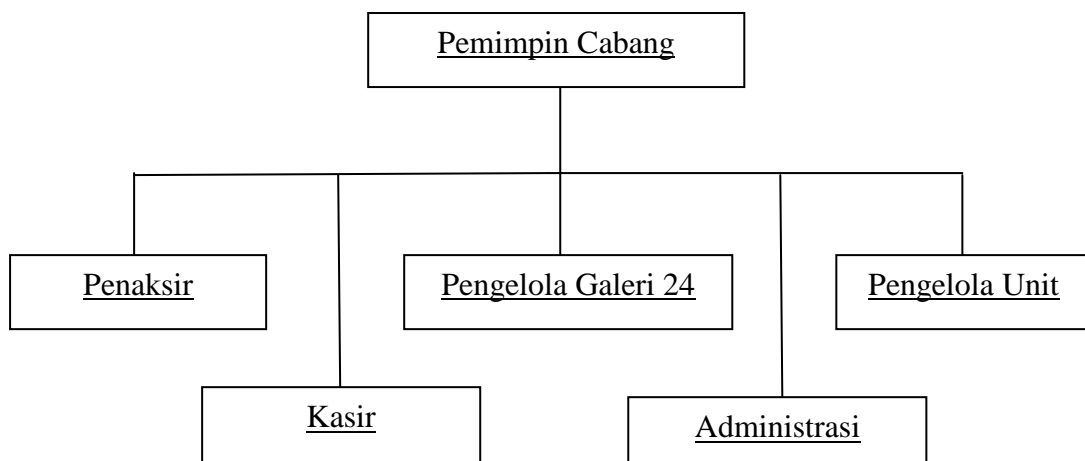 Pemimpin Cabang
Penaksir
Pengelola Galeri 24
Pengelola Unit
Kasir
Administrasi